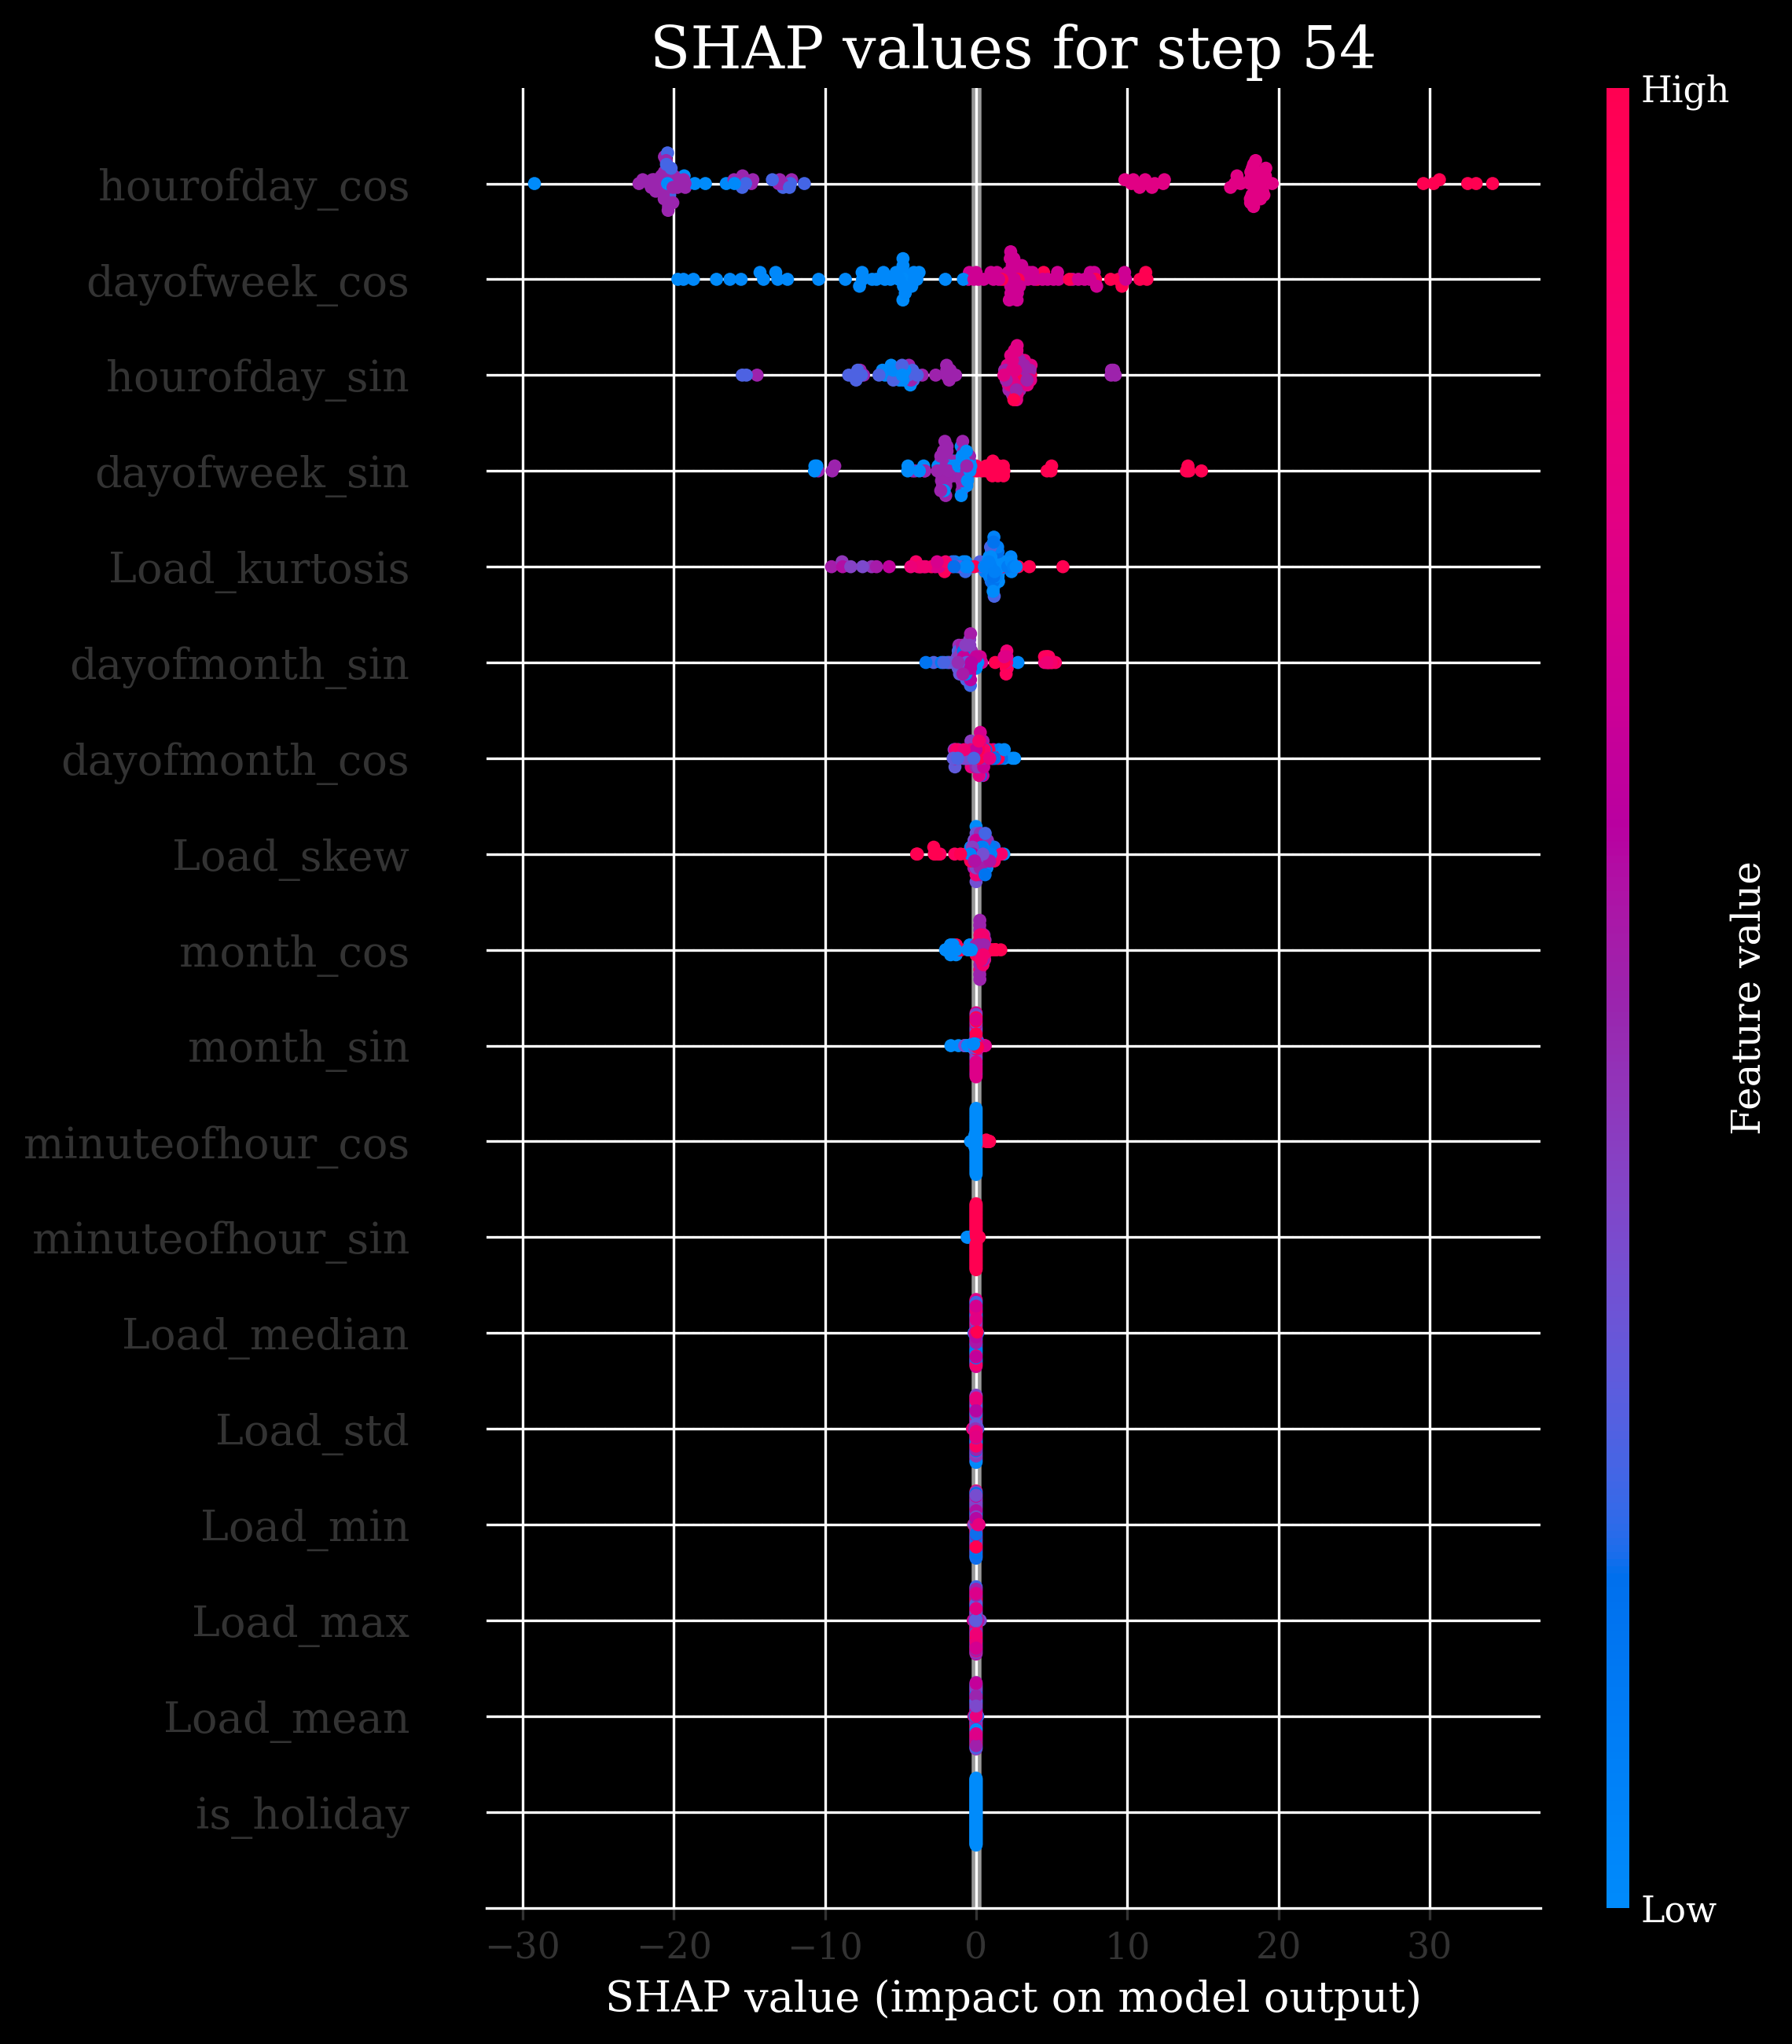 SHAP values for step 54
High
hourofday_cos
dayofweek_cos
hourofday_sin
dayofweek_sin
Load_kurtosis
dayofmonth_sin
dayofmonth_cos
Load_skew
month_cos
month_sin
minuteofhour_cos
minuteofhour_sin
Load_median
Load_std
Load_min
Load_max
Load_mean
is_holiday
Feature value
Low
−30 −20 −10 0 10 20 30
SHAP value (impact on model output)